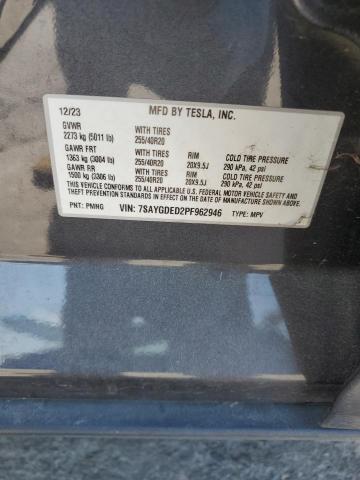 12/23 MFD BY TESLA, INC.
GVWR WITH TIRES
2273 kg (5011 lb) 255/40R20
GAWR FRT WITH TIRES RIM COLD TIRE PRESSURE
1363 kg (3004 lb) 255/40R20 20X9.5J 290 kPa, 42 psi
GAWR RR WITH TIRES RIM COLD TIRE PRESSURE
1500 kg (3306 lb) 255/40R20 20X9.5J 290 kPa, 42 psi
THIS VEHICLE CONFORMS TO ALL APPLICABLE U.S. FEDERAL MOTOR VEHICLE SAFETY AND
THEFT PREVENTION STANDARDS IN EFFECT ON THE DATE OF MANUFACTURE SHOWN ABOVE.
PNT: PMNG VIN: 7SAYGDED2PF962946 TYPE: MPV